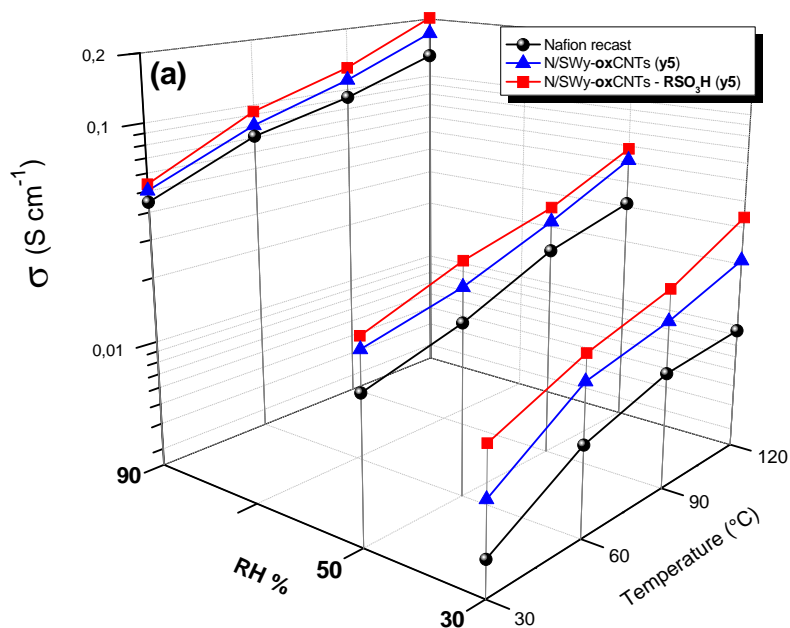 (a)
Nafion recast
N/SWy-oxCNTs (y5)
N/SWy-oxCNTs - RSO₃H (y5)
σ (S cm⁻¹)
0,2
0,1
0,01
90
50
30
RH %
30
60
90
120
Temperature (°C)